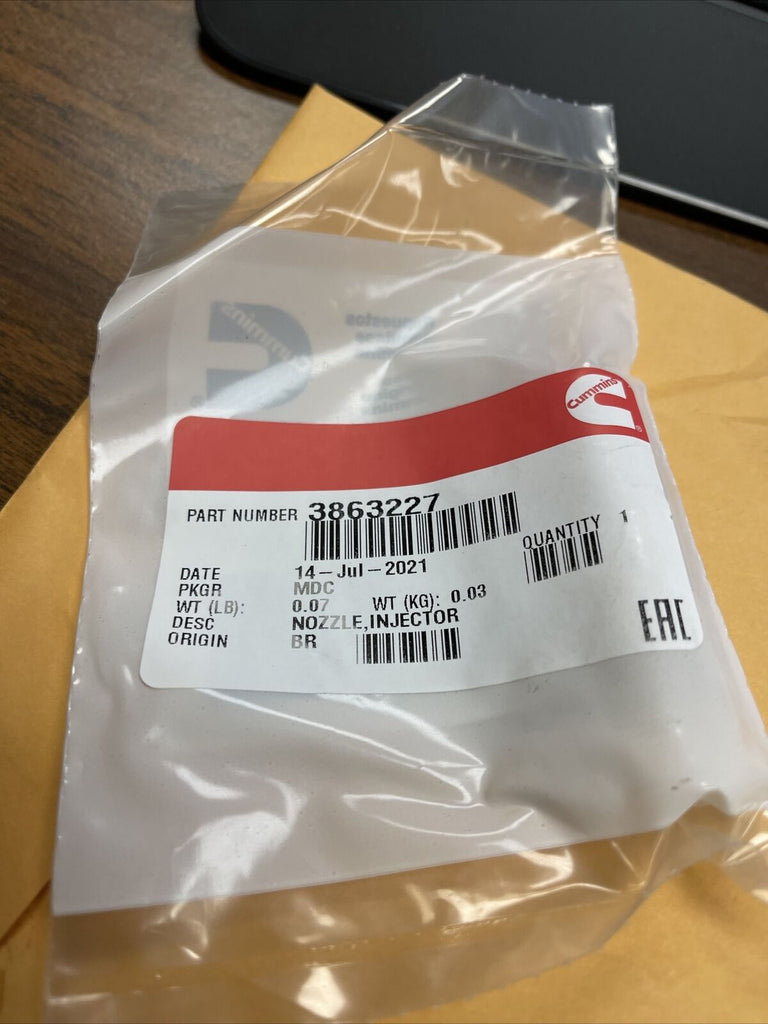 Cummins
Cummins
PART NUMBER 3863227
QUANTITY 1
DATE 14-Jul-2021
PKGR MDC
WT (LB): 0.07 WT (KG): 0.03
DESC NOZZLE,INJECTOR
ORIGIN BR
EAC